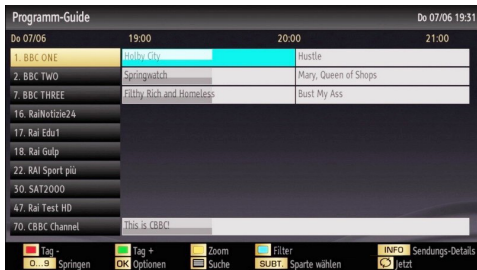 Programm-Guide Do 07/06 19:31
Do 07/06 19:00 20:00 21:00
1. BBC ONE Holby City Hustle
2. BBC TWO Springwatch Mary, Queen of Shops
7. BBC THREE Filthy Rich and Homeless Bust My Ass
16. RaiNotizie24
17. Rai Edu1
18. Rai Gulp
22. RAI Sport più
30. SAT2000
47. Rai Test HD
70. CBBC Channel This is CBBC!
Tag - Tag + Zoom Filter INFO Sendungs-Details
0...9 Springen OK Optionen Suche SUBT. Sparte wählen Jetzt